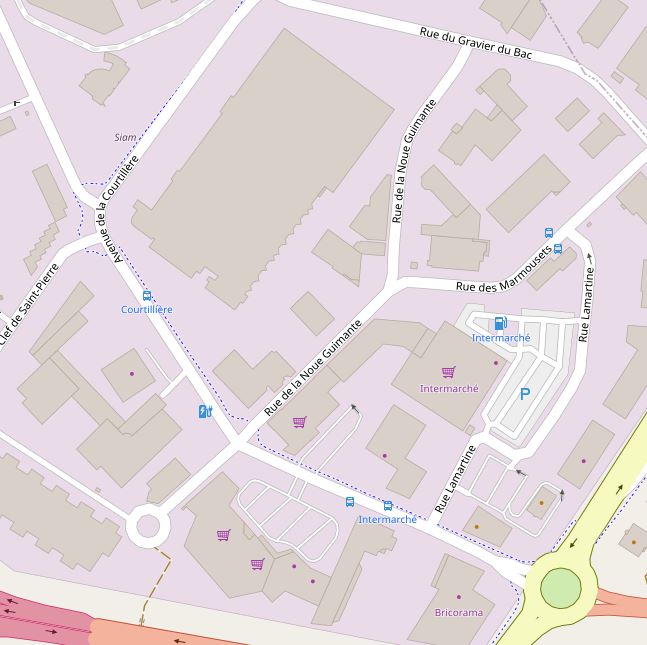 Rue du Gravier du Bac
Rue de la Noue Guimante
Siam
Avenue de la Courtillière
Rue des Marmousets
Clef de Saint-Pierre
Courtillière
Rue Lamartine
Intermarché
Rue de la Noue Guimante
Intermarché
P
Rue Lamartine
Intermarché
Bricorama